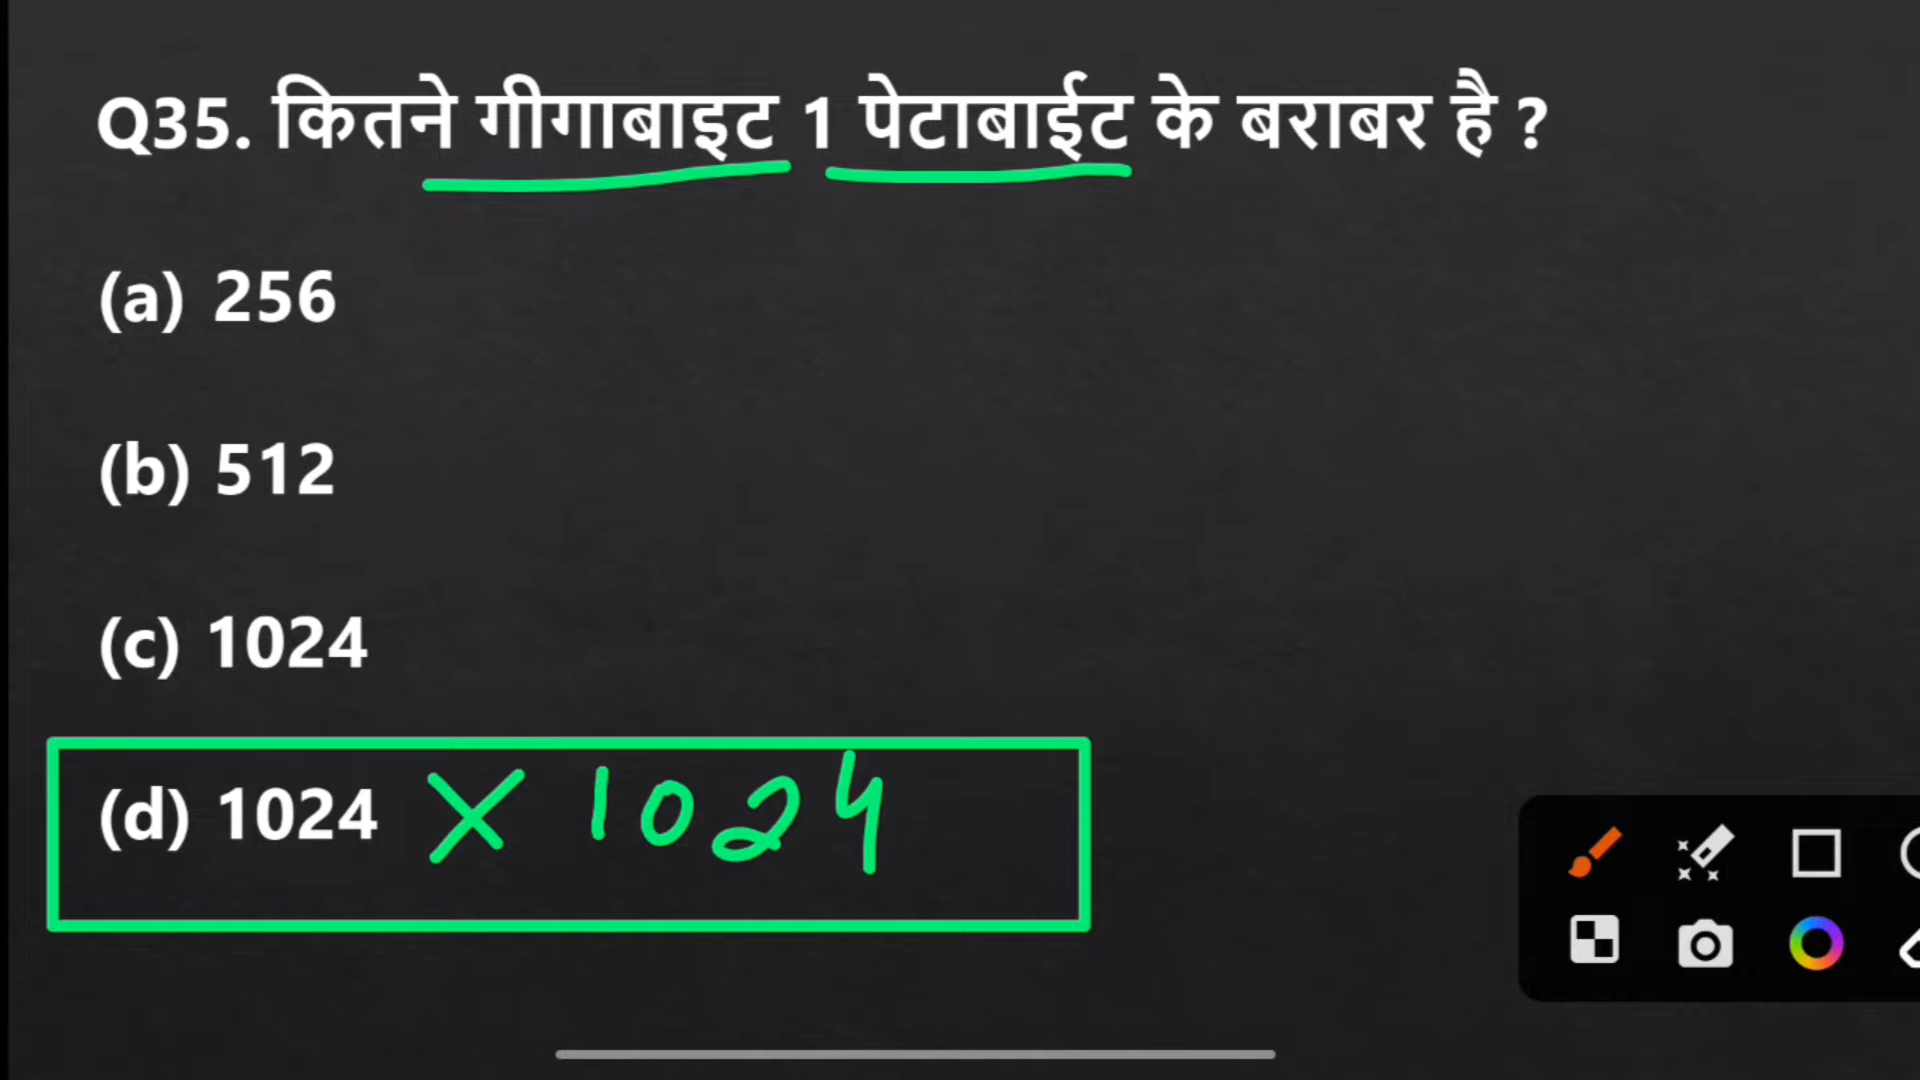 Q35. कितने गीगाबाइट 1 पेटाबाईट के बराबर है ?
(a) 256
(b) 512
(c) 1024
(d) 1024 × 1024